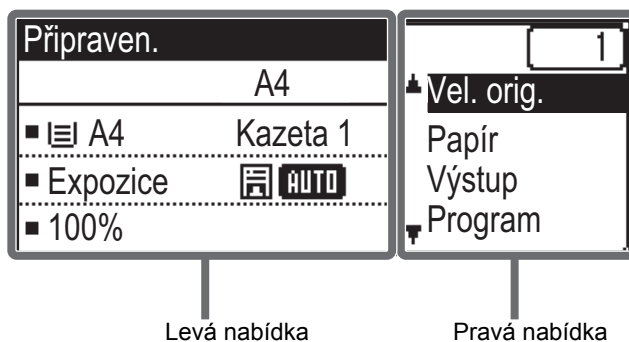 Připraven.
A4
A4 Kazeta 1
Expozice AUTO
100%
1
Vel. orig.
Papír
Výstup
Program
Levá nabídka
Pravá nabídka